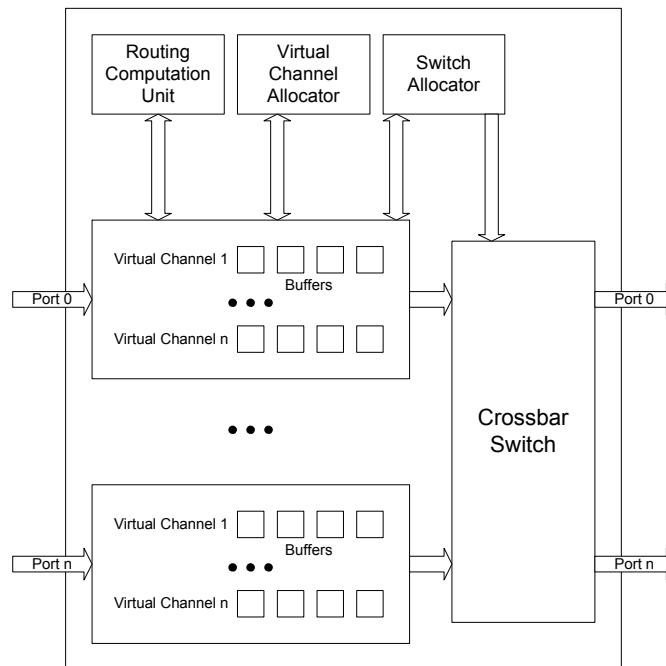 Routing
Computation
Unit
Virtual
Channel
Allocator
Switch
Allocator
Virtual Channel 1
Buffers
Port 0
Port 0
Virtual Channel n
Crossbar
Switch
Virtual Channel 1
Buffers
Port n
Port n
Virtual Channel n